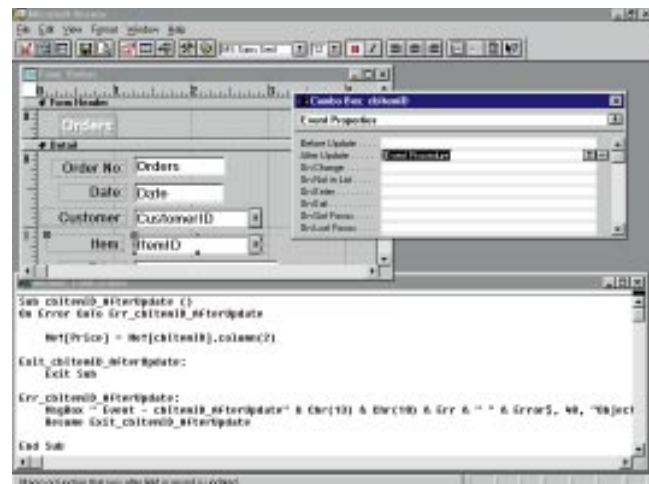 Microsoft Access
File Edit View Format Window Help
MS Sans Serif
Form Header
Orders
Detail
Order No: Orders
Date: Date
Customer: CustomerID
Item: ItemID
Combo Box: cbItemID
Event Properties
Before Update
After Update [Event Procedure]
On Change
On Not in List
On Enter
On Exit
On Got Focus
On Lost Focus
Sub cbItemID_AfterUpdate ()
On Error GoTo Err_cbItemID_AfterUpdate
Me![Price] = Me![cbItemID].column(2)
Exit_cbItemID_AfterUpdate:
Exit Sub
Err_cbItemID_AfterUpdate:
MsgBox " Event - cbItemID_AfterUpdate" & Chr(13) & Chr(10) & Err & " " & Error$, 48, "Object
Resume Exit_cbItemID_AfterUpdate
End Sub